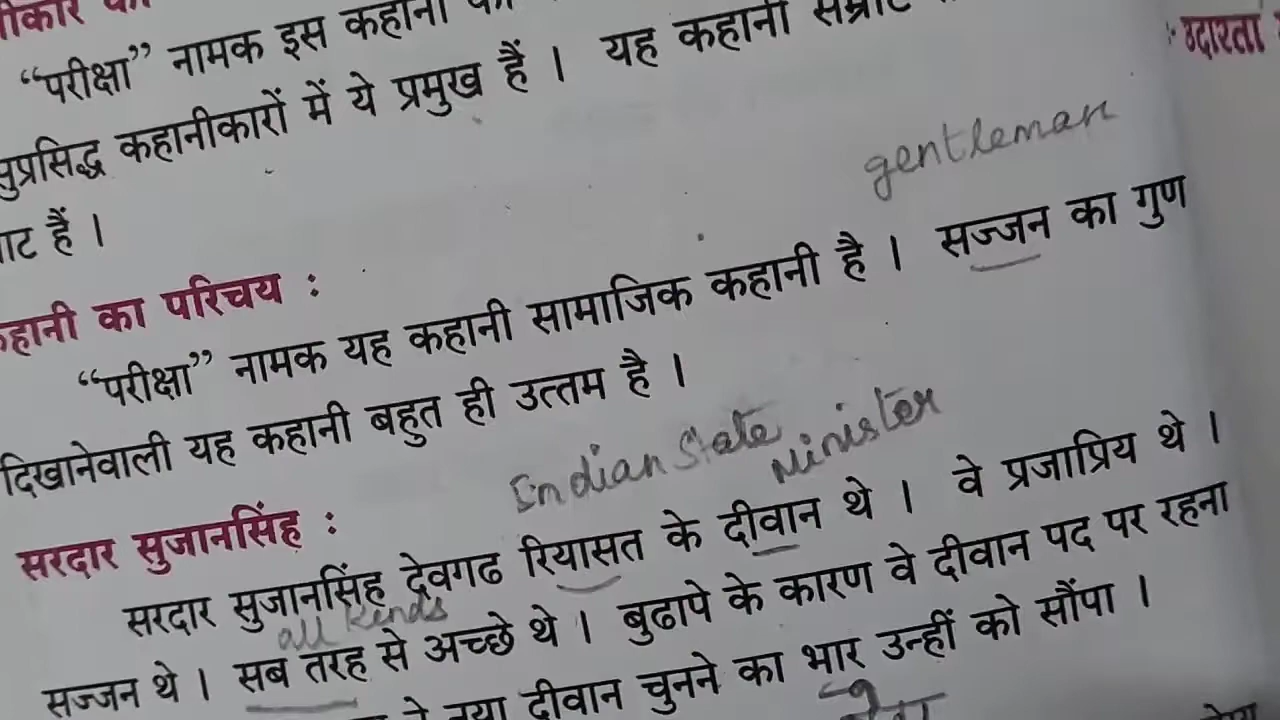 “परीक्षा” नामक इस कहानी
उदारता
सुप्रसिद्ध कहानीकारों में ये प्रमुख हैं । यह कहानी सम्राट
gentleman
हैं ।
कहानी का परिचय :
“परीक्षा” नामक यह कहानी सामाजिक कहानी है । सज्जन का गुण
दिखानेवाली यह कहानी बहुत ही उत्तम है ।
Indian State Minister
सरदार सुजानसिंह :
सरदार सुजानसिंह देवगढ रियासत के दीवान थे । वे प्रजाप्रिय थे ।
all kends
सज्जन थे । सब तरह से अच्छे थे । बुढापे के कारण वे दीवान पद पर रहना
नया दीवान चुनने का भार उन्हीं को सौंपा ।